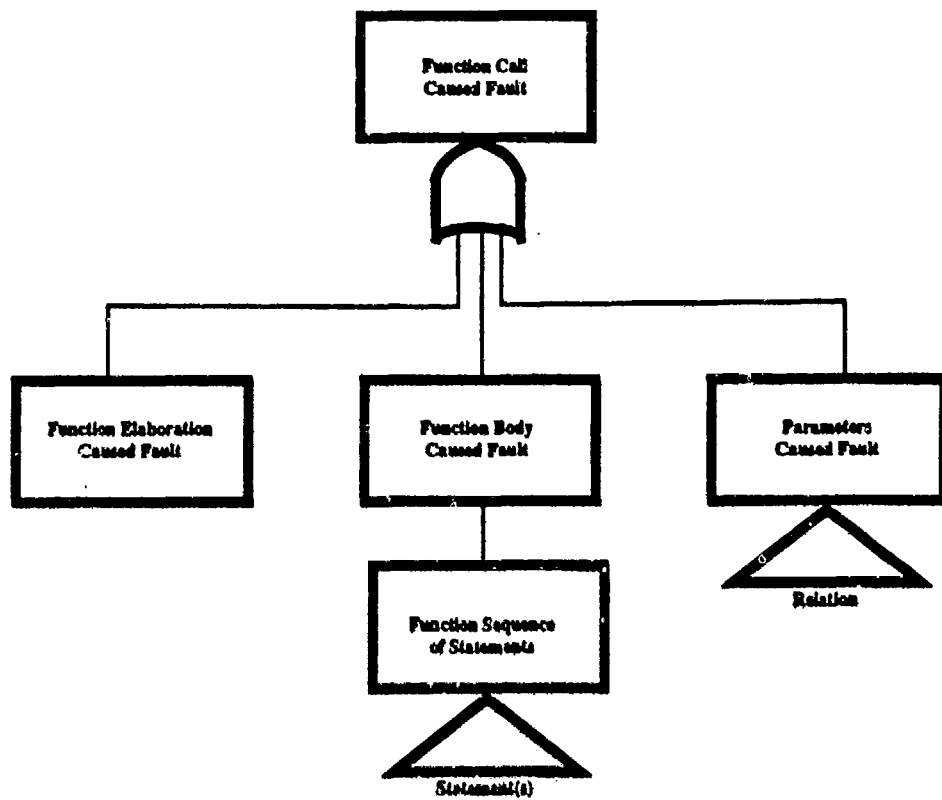 Function Call
Caused Fault
Function Elaboration
Caused Fault
Function Body
Caused Fault
Parameters
Caused Fault
Relation
Function Sequence
of Statements
Statement(s)